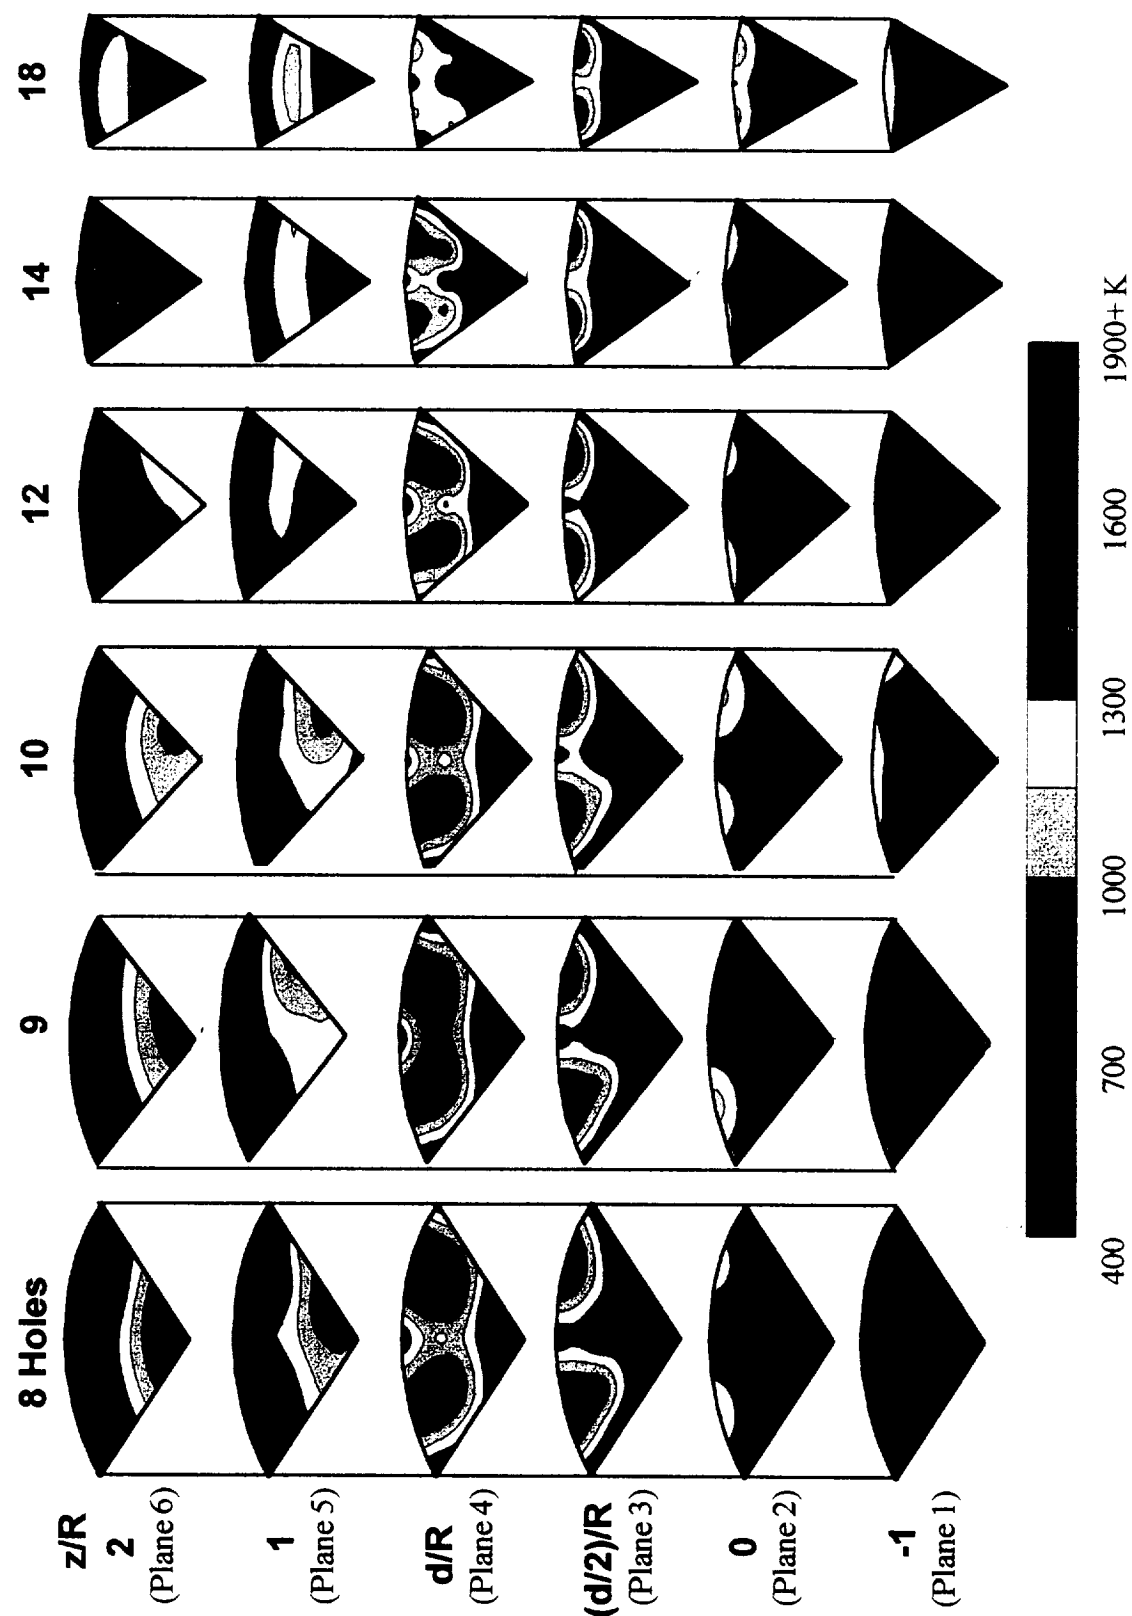 8 Holes 9 10 12 14 18
z/R
2
(Plane 6)
1
(Plane 5)
d/R
(Plane 4)
(d/2)/R
(Plane 3)
0
(Plane 2)
-1
(Plane 1)
400 700 1000 1300 1600 1900+ K